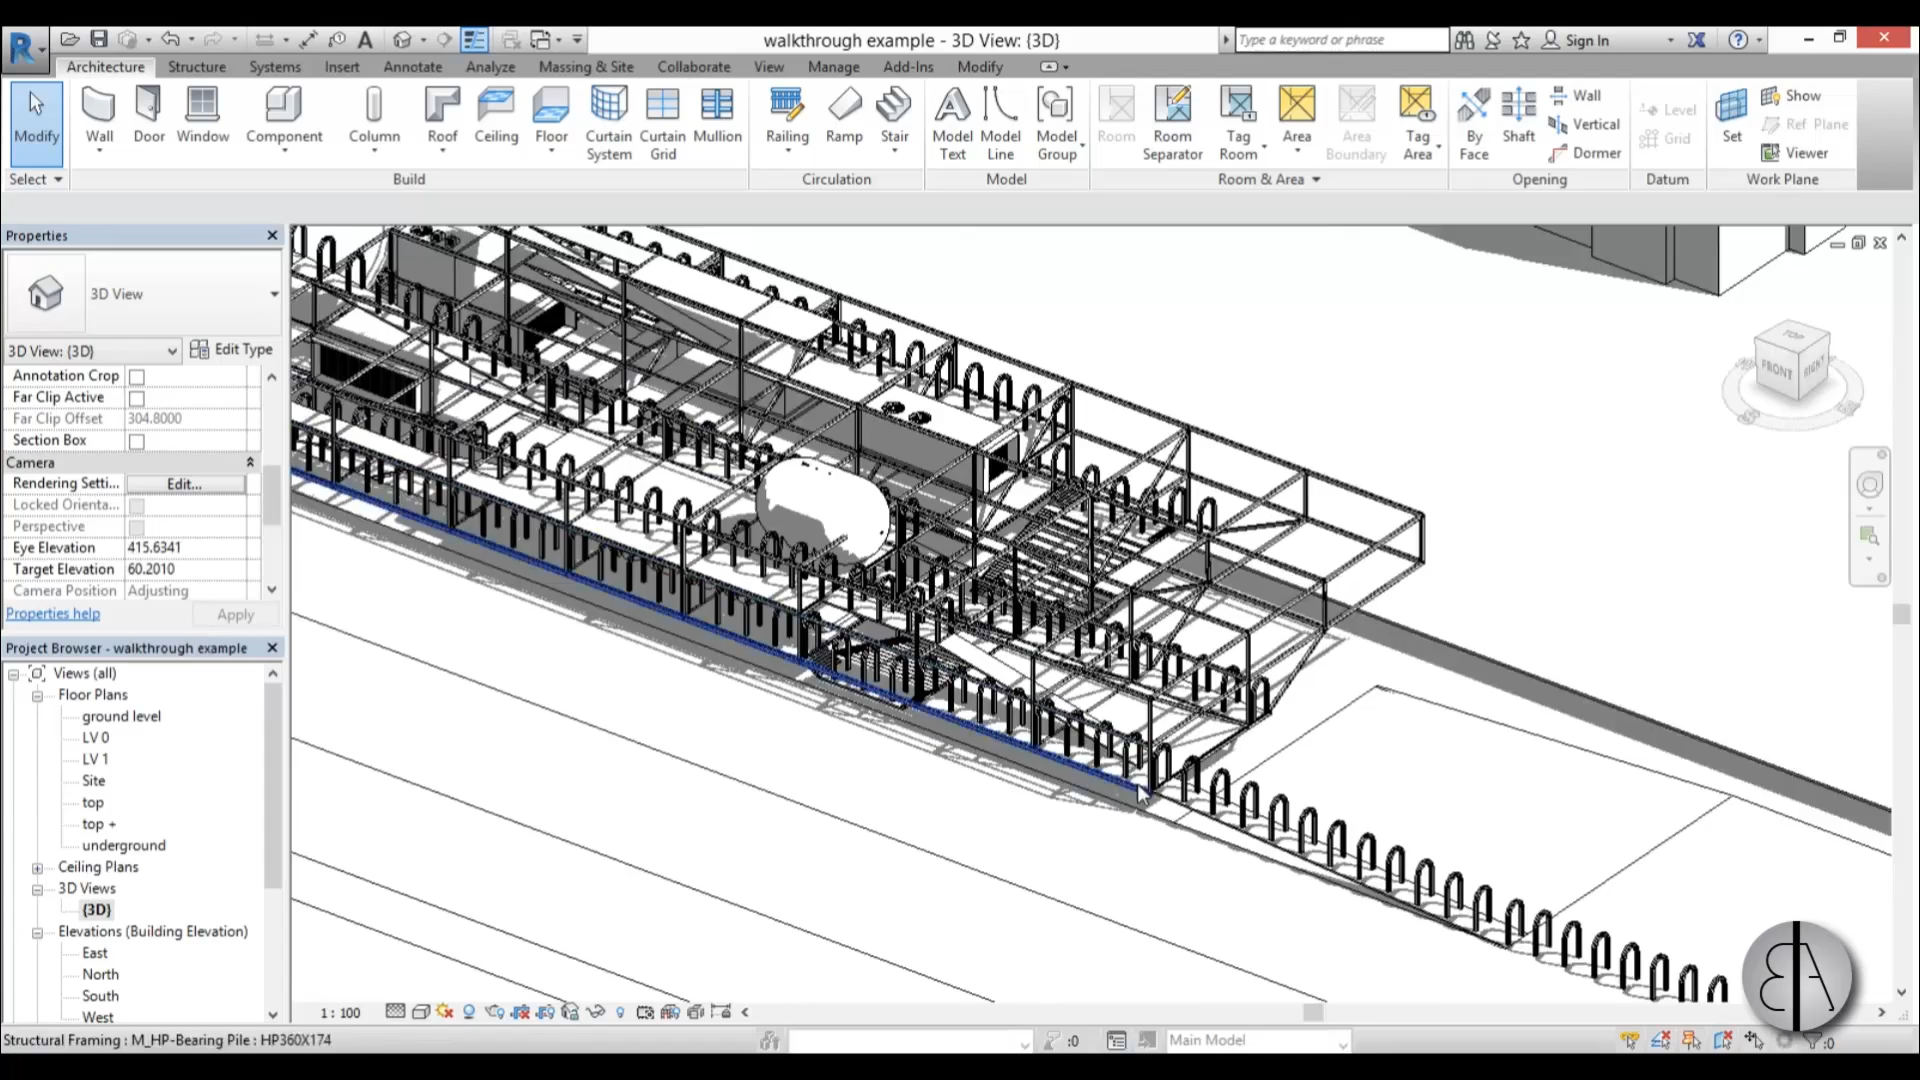 walkthrough example - 3D View: {3D}
Type a keyword or phrase
Sign In
Architecture Structure Systems Insert Annotate Analyze Massing & Site Collaborate View Manage Add-Ins Modify
Modify
Wall
Door
Window
Component
Column
Roof
Ceiling
Floor
Curtain System
Curtain Grid
Mullion
Railing
Ramp
Stair
Model Text
Model Line
Model Group
Room
Room Separator
Tag Room
Area
Area Boundary
Tag Area
By Face
Shaft
Wall
Vertical
Dormer
Level
Grid
Set
Show
Ref Plane
Viewer
Select
Build
Circulation
Model
Room & Area
Opening
Datum
Work Plane
Properties
3D View
3D View: {3D}
Edit Type
Annotation Crop
Far Clip Active
Far Clip Offset 304.8000
Section Box
Camera
Rendering Setti... Edit...
Locked Orienta...
Perspective
Eye Elevation 415.6341
Target Elevation 60.2010
Camera Position Adjusting
Properties help
Apply
Project Browser - walkthrough example
Views (all)
Floor Plans
ground level
LV 0
LV 1
Site
top
top +
underground
Ceiling Plans
3D Views
{3D}
Elevations (Building Elevation)
East
North
South
West
TOP
FRONT
RIGHT
1 : 100
Structural Framing : M_HP-Bearing Pile : HP360X174
:0
Main Model
:0